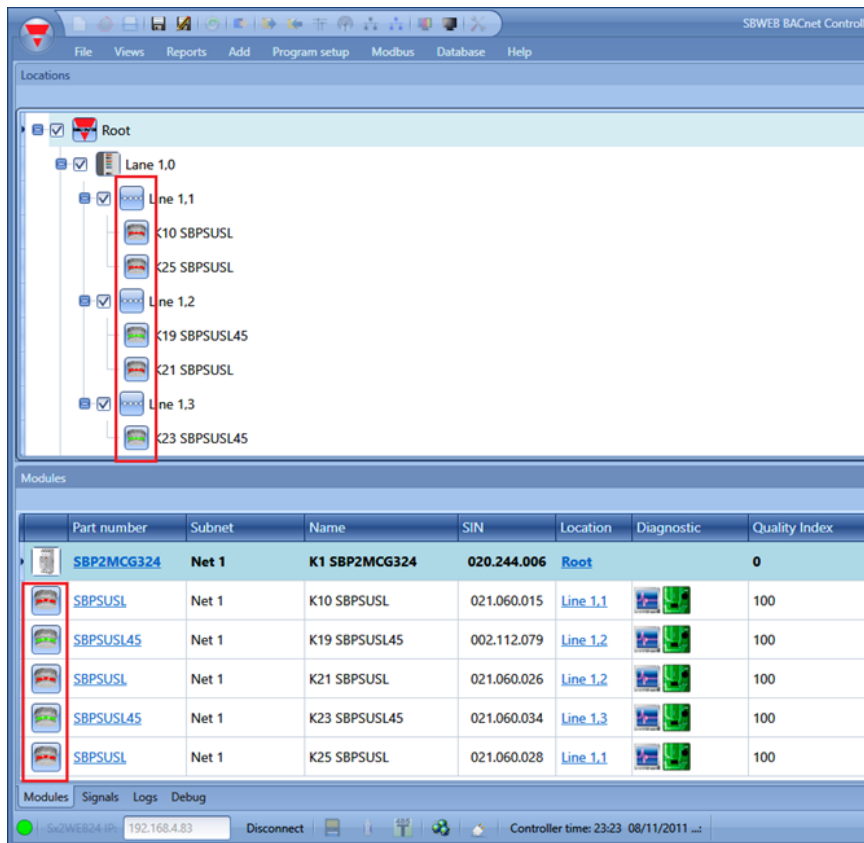 SBWEB BACnet Controll
File Views Reports Add Program setup Modbus Database Help
Locations
Root
Lane 1,0
Line 1,1
K10 SBPSUSL
K25 SBPSUSL
Line 1,2
K19 SBPSUSL45
K21 SBPSUSL
Line 1,3
K23 SBPSUSL45
Modules
Part number Subnet Name SIN Location Diagnostic Quality Index
SBP2MCG324 Net 1 K1 SBP2MCG324 020.244.006 Root 0
SBPSUSL Net 1 K10 SBPSUSL 021.060.015 Line 1,1 100
SBPSUSL45 Net 1 K19 SBPSUSL45 002.112.079 Line 1,2 100
SBPSUSL Net 1 K21 SBPSUSL 021.060.026 Line 1,2 100
SBPSUSL45 Net 1 K23 SBPSUSL45 021.060.034 Line 1,3 100
SBPSUSL Net 1 K25 SBPSUSL 021.060.028 Line 1,1 100
Modules Signals Logs Debug
Sx2WEB24 IP: 192.168.4.83 Disconnect 485 Controller time: 23:23 08/11/2011 ...: